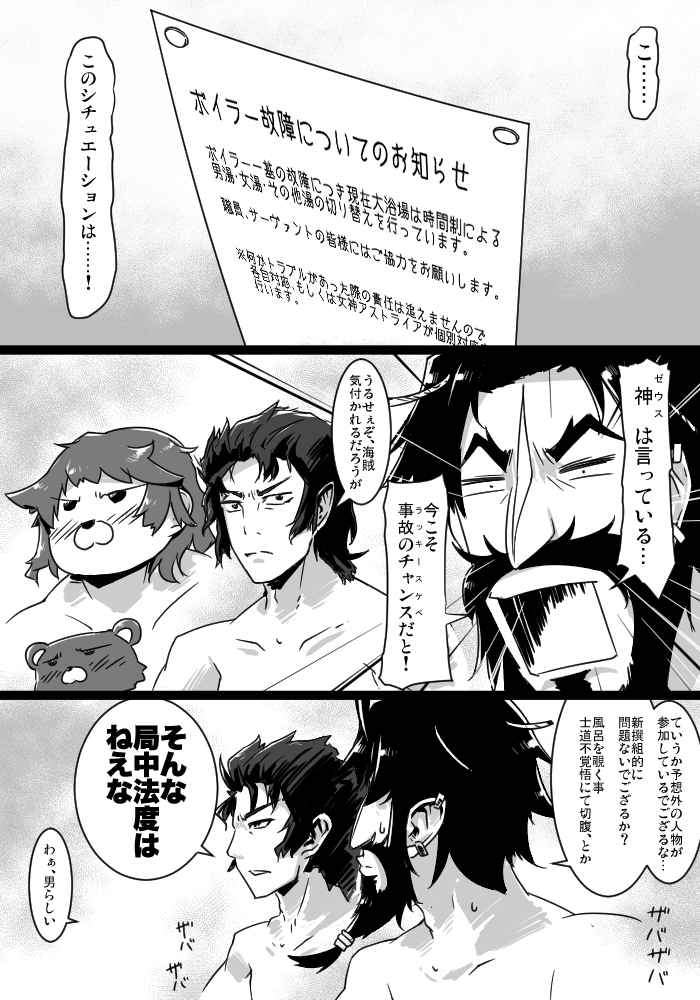 こ……
ボイラー故障についてのお知らせ
ボイラー一基の故障につき現在大浴場は時間制による
男湯・女湯・その他湯の切り替えを行っています。
職員、サーヴァントの皆様にはご協力をお願いします。
※何かトラブルがあった際の責任は追えませんので
各自対応、もしくは女神アストライアが個別対応
行います。
このシチュエーションは……！
ゼウス
神は言っている…
ラッキースケベ
今こそ
事故のチャンスだと！
うるせぇぞ、海賊
気付かれるだろうが
ていうか予想外の人物が
参加しているでござるな…
新撰組的に
問題ないでござるか？
風呂を覗く事
士道不覚悟にて切腹、とか
そんな
局中法度は
ねえな
わぁ、男らしい
ザバ
ザバ
ザバ
ザバ